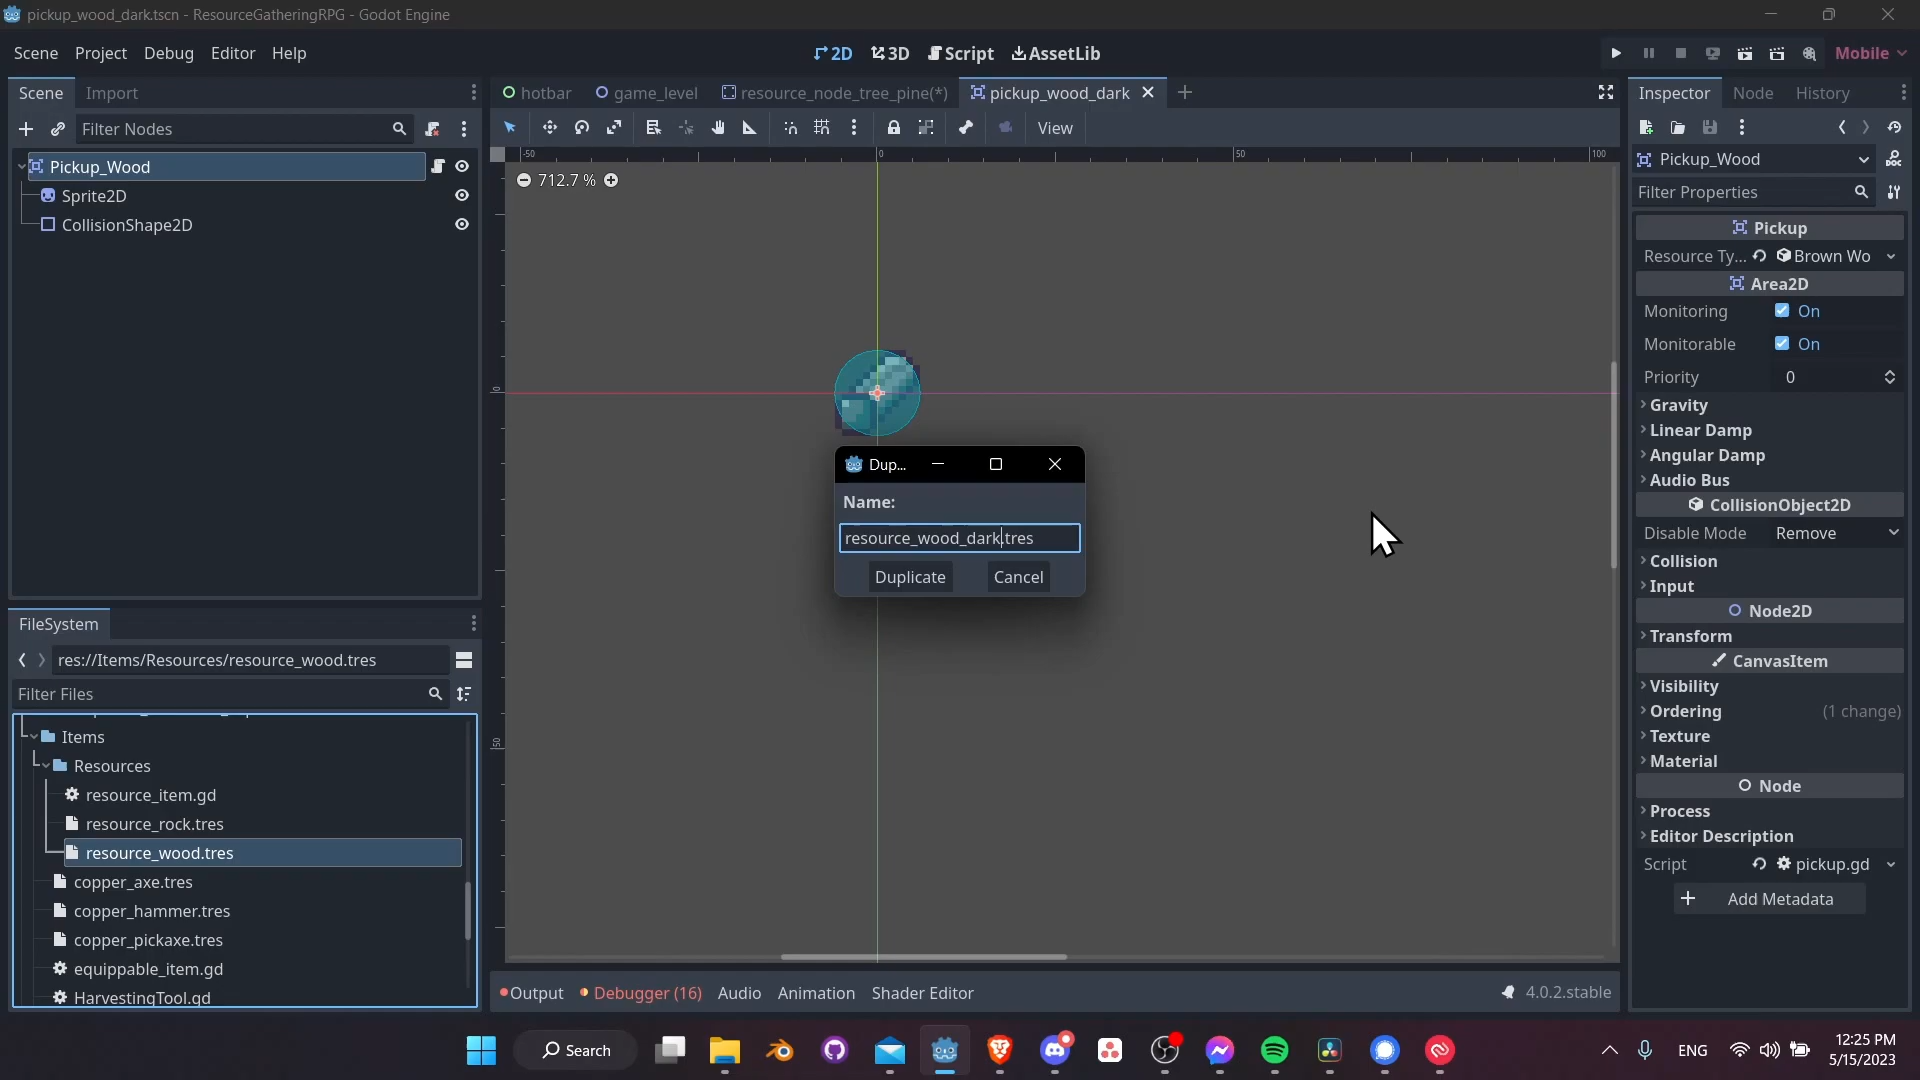 pickup_wood_dark.tscn - ResourceGatheringRPG - Godot Engine
Scene Project Debug Editor Help
2D 3D Script AssetLib
Mobile
Scene Import
Filter Nodes
Pickup_Wood
Sprite2D
CollisionShape2D
hotbar game_level resource_node_tree_pine(*) pickup_wood_dark
View
-50 0 50 100
712.7 %
0
50
Dup...
Name:
resource_wood_dark.tres
Duplicate Cancel
FileSystem
res://Items/Resources/resource_wood.tres
Filter Files
Items
Resources
resource_item.gd
resource_rock.tres
resource_wood.tres
copper_axe.tres
copper_hammer.tres
copper_pickaxe.tres
equippable_item.gd
HarvestingTool.gd
Output Debugger (16) Audio Animation Shader Editor
4.0.2.stable
Inspector Node History
Pickup_Wood
Filter Properties
Pickup
Resource Ty... Brown Wo
Area2D
Monitoring On
Monitorable On
Priority 0
Gravity
Linear Damp
Angular Damp
Audio Bus
CollisionObject2D
Disable Mode Remove
Collision
Input
Node2D
Transform
CanvasItem
Visibility
Ordering (1 change)
Texture
Material
Node
Process
Editor Description
Script pickup.gd
Add Metadata
Search
ENG
12:25 PM
5/15/2023